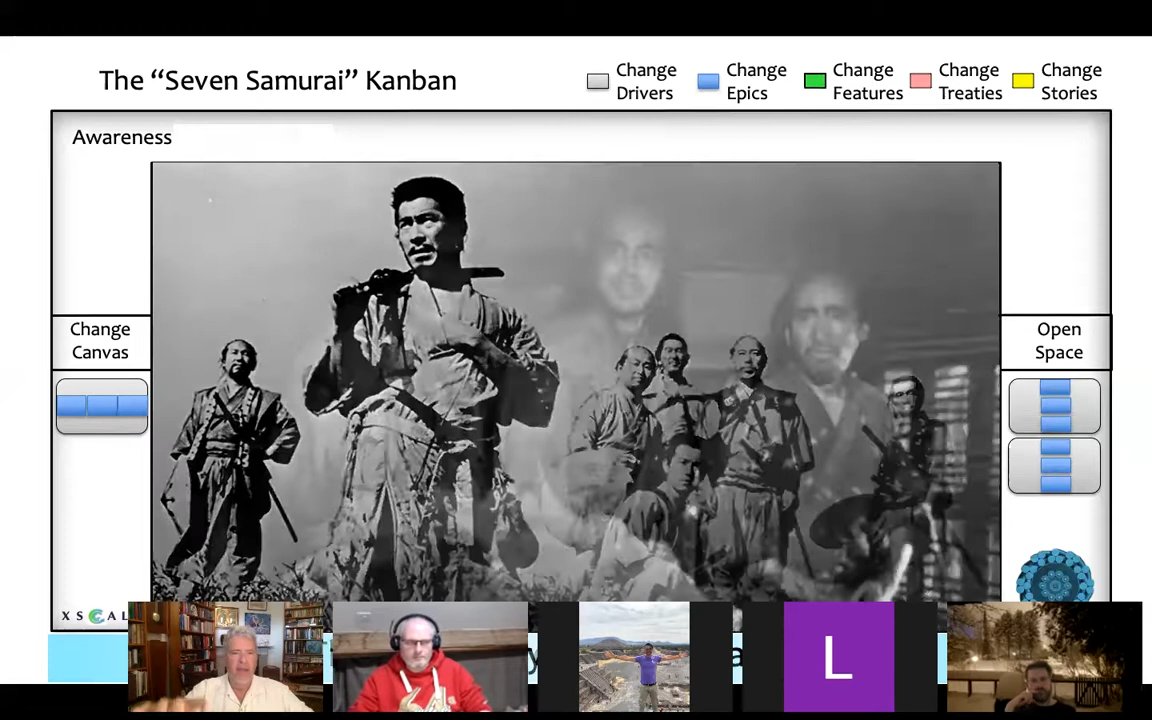 The “Seven Samurai” Kanban
Change
Drivers
Change
Epics
Change
Features
Change
Treaties
Change
Stories
Awareness
Change
Canvas
Open
Space
L